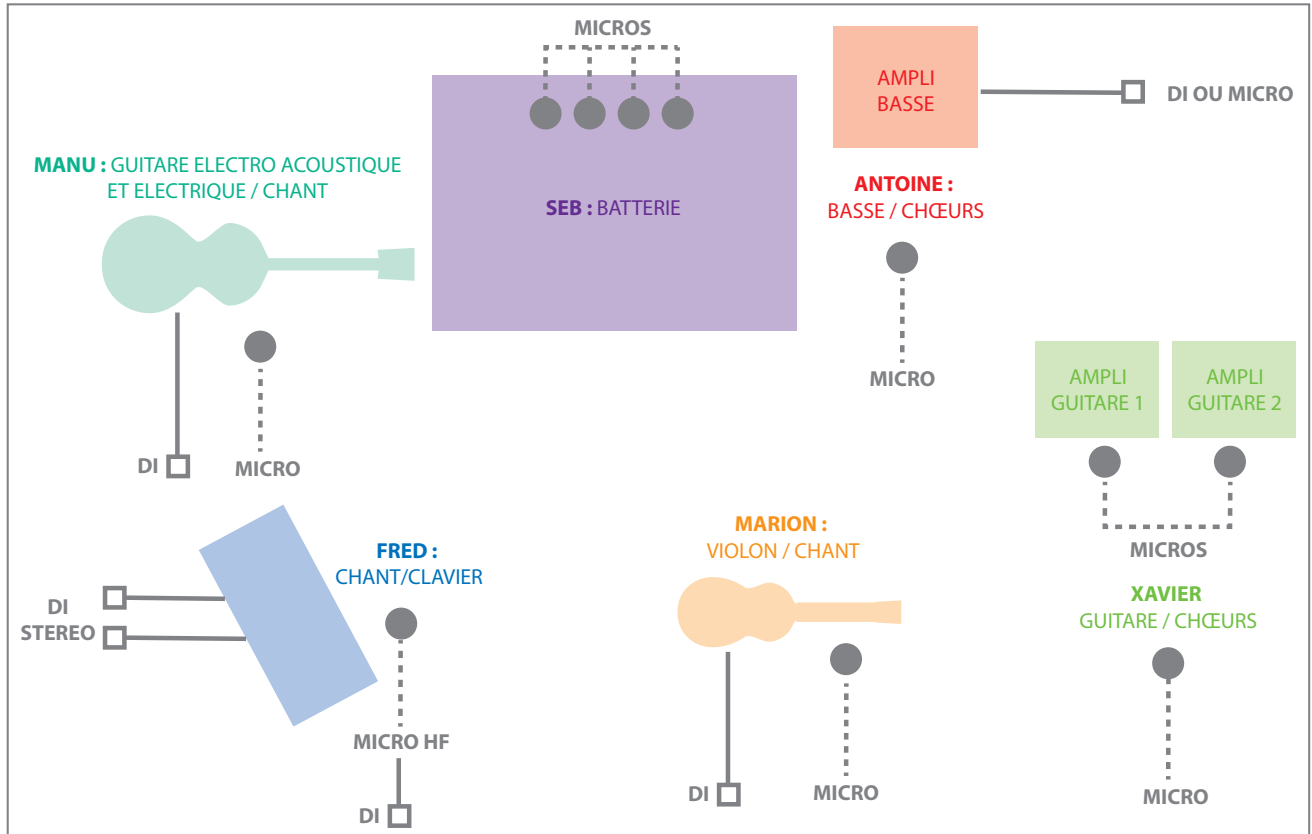 MICROS
AMPLI
BASSE
DI OU MICRO
MANU : GUITARE ELECTRO ACOUSTIQUE
ET ELECTRIQUE / CHANT
SEB : BATTERIE
ANTOINE :
BASSE / CHŒURS
MICRO
DI
MICRO
AMPLI
GUITARE 1
AMPLI
GUITARE 2
MICROS
FRED :
CHANT/CLAVIER
DI
STEREO
MICRO HF
DI
MARION :
VIOLON / CHANT
DI
MICRO
XAVIER
GUITARE / CHŒURS
MICRO